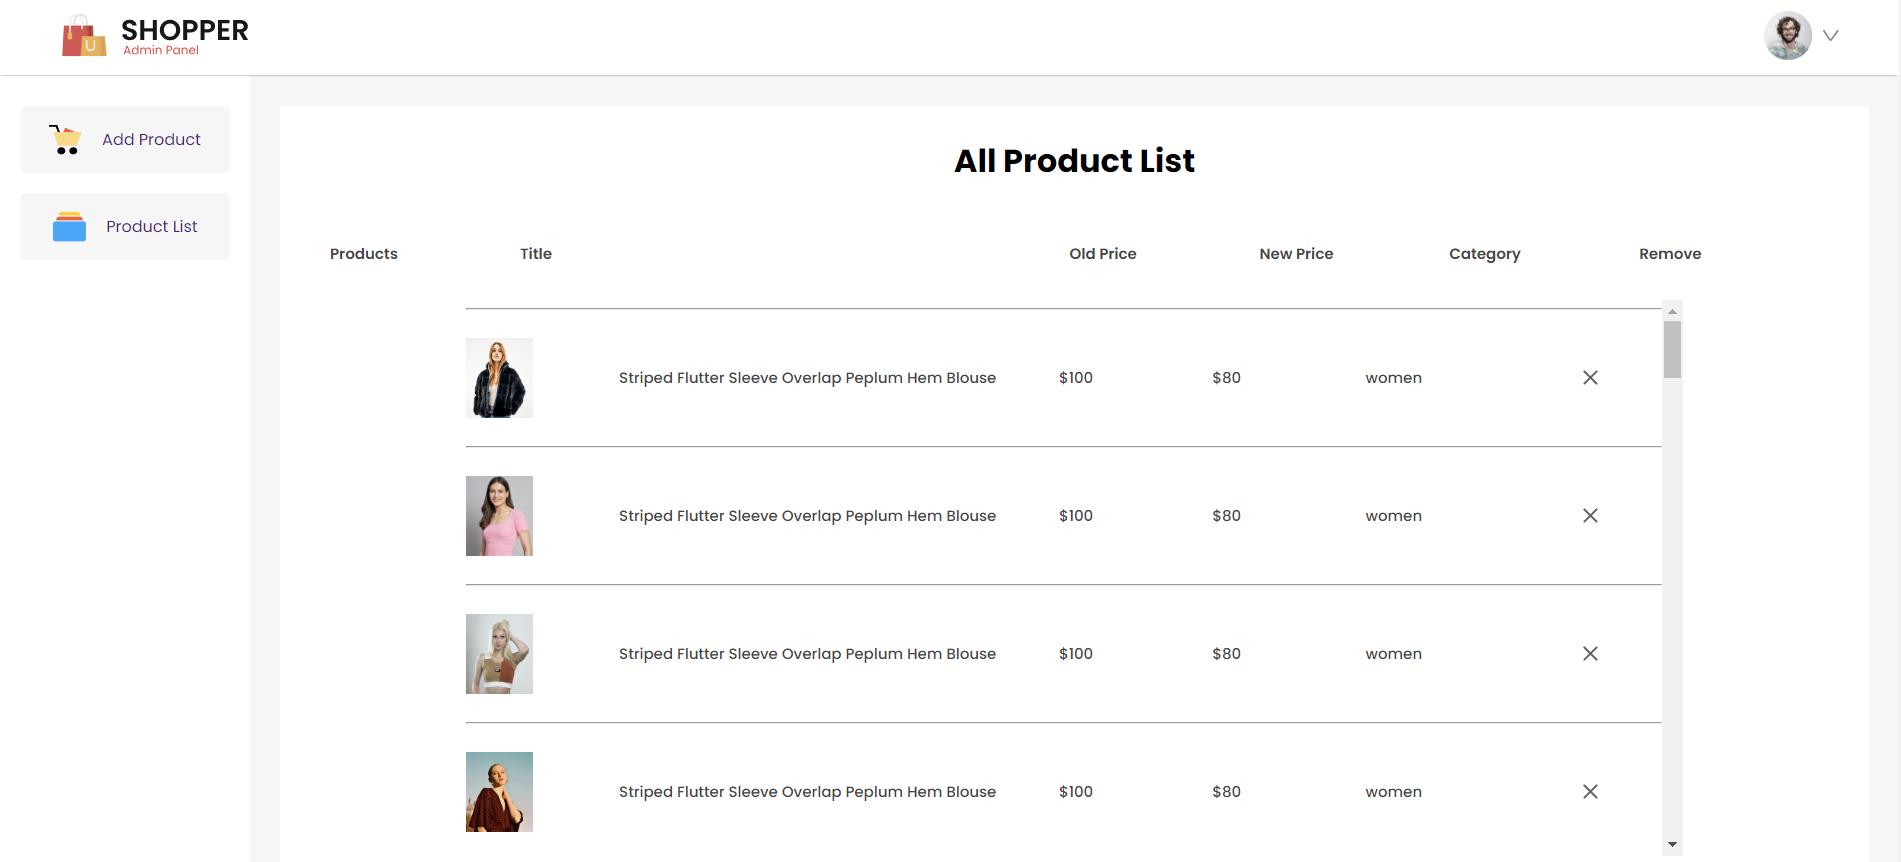 SHOPPER
Admin Panel
U
Add Product
Product List
All Product List
Products Title Old Price New Price Category Remove
Striped Flutter Sleeve Overlap Peplum Hem Blouse $100 $80 women
Striped Flutter Sleeve Overlap Peplum Hem Blouse $100 $80 women
Striped Flutter Sleeve Overlap Peplum Hem Blouse $100 $80 women
Striped Flutter Sleeve Overlap Peplum Hem Blouse $100 $80 women